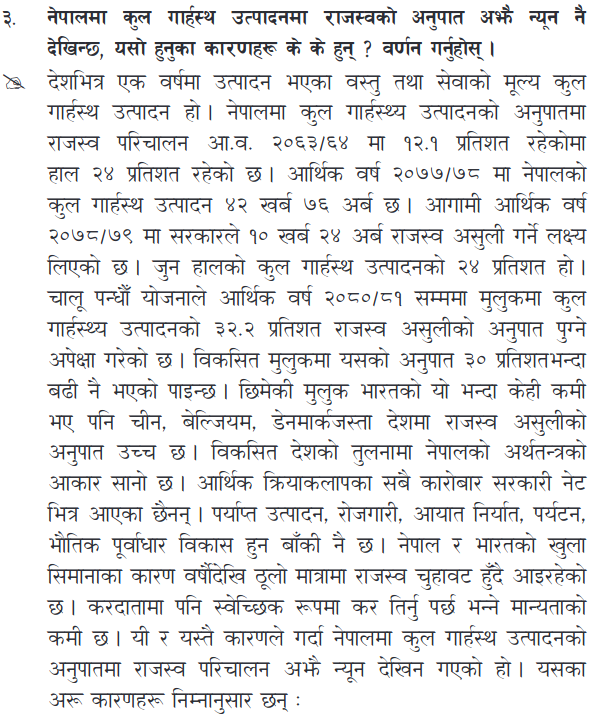 ३. नेपालमा कुल गार्हस्थ उत्पादनमा राजस्वको अनुपात अझै न्यून नै
देखिन्छ, यसो हुनुका कारणहरू के के हुन् ? वर्णन गर्नुहोस् ।
देशभित्र एक वर्षमा उत्पादन भएका वस्तु तथा सेवाको मूल्य कुल
गार्हस्थ उत्पादन हो । नेपालमा कुल गार्हस्थ्य उत्पादनको अनुपातमा
राजस्व परिचालन आ.व. २०६३/६४ मा १२.१ प्रतिशत रहेकोमा
हाल २४ प्रतिशत रहेको छ । आर्थिक वर्ष २०७७/७८ मा नेपालको
कुल गार्हस्थ उत्पादन ४२ खर्ब ७६ अर्ब छ । आगामी आर्थिक वर्ष
२०७८/७९ मा सरकारले १० खर्ब २४ अर्ब राजस्व असुली गर्ने लक्ष्य
लिएको छ । जुन हालको कुल गार्हस्थ उत्पादनको २४ प्रतिशत हो ।
चालू पन्ध्रौँ योजनाले आर्थिक वर्ष २०८०/८१ सम्ममा मुलुकमा कुल
गार्हस्थ्य उत्पादनको ३२.२ प्रतिशत राजस्व असुलीको अनुपात पुग्ने
अपेक्षा गरेको छ । विकसित मुलुकमा यसको अनुपात ३० प्रतिशतभन्दा
बढी नै भएको पाइन्छ । छिमेकी मुलुक भारतको यो भन्दा केही कमी
भए पनि चीन, बेल्जियम, डेनमार्कजस्ता देशमा राजस्व असुलीको
अनुपात उच्च छ । विकसित देशको तुलनामा नेपालको अर्थतन्त्रको
आकार सानो छ । आर्थिक क्रियाकलापका सबै कारोबार सरकारी नेट
भित्र आएका छैनन् । पर्याप्त उत्पादन, रोजगारी, आयात निर्यात, पर्यटन,
भौतिक पूर्वाधार विकास हुन बाँकी नै छ । नेपाल र भारतको खुला
सिमानाका कारण वर्षौंदेखि ठूलो मात्रामा राजस्व चुहावट हुँदै आइरहेको
छ । करदातामा पनि स्वेच्छिक रूपमा कर तिर्नु पर्छ भन्ने मान्यताको
कमी छ । यी र यस्तै कारणले गर्दा नेपालमा कुल गार्हस्थ उत्पादनको
अनुपातमा राजस्व परिचालन अझै न्यून देखिन गएको हो । यसका
अरू कारणहरू निम्नानुसार छन् :